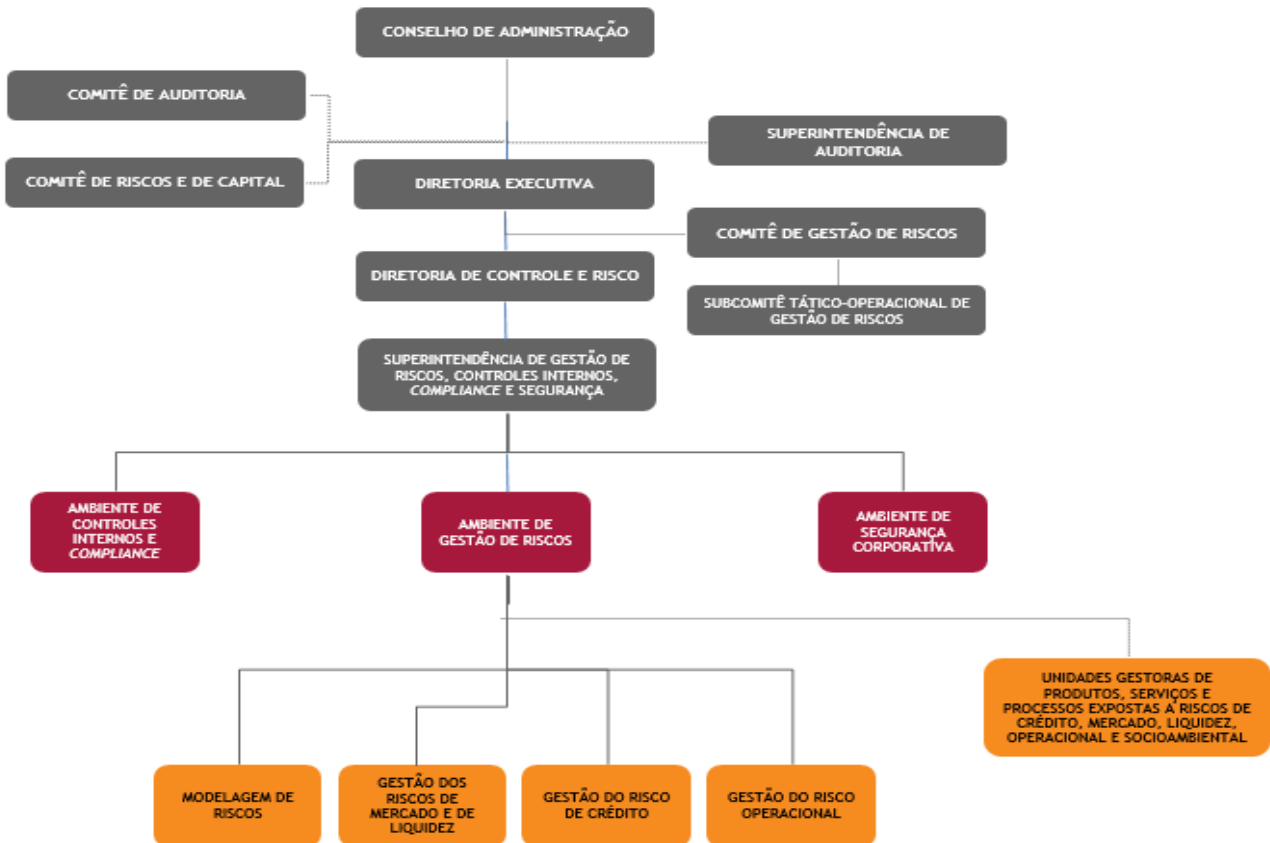 CONSELHO DE ADMINISTRAÇÃO
COMITÊ DE AUDITORIA
SUPERINTENDÊNCIA DE
AUDITORIA
COMITÊ DE RISCOS E DE CAPITAL
DIRETORIA EXECUTIVA
COMITÊ DE GESTÃO DE RISCOS
DIRETORIA DE CONTROLE E RISCO
SUBCOMITÊ TÁTICO-OPERACIONAL DE
GESTÃO DE RISCOS
SUPERINTENDÊNCIA DE GESTÃO DE
RISCOS, CONTROLES INTERNOS,
COMPLIANCE E SEGURANÇA
AMBIENTE DE
CONTROLES
INTERNOS E
COMPLIANCE
AMBIENTE DE
GESTÃO DE RISCOS
AMBIENTE DE
SEGURANÇA
CORPORATIVA
UNIDADES GESTORAS DE
PRODUTOS, SERVIÇOS E
PROCESSOS EXPOSTAS A RISCOS DE
CRÉDITO, MERCADO, LIQUIDEZ,
OPERACIONAL E SOCIOAMBIENTAL
MODELAGEM DE
RISCOS
GESTÃO DOS
RISCOS DE
MERCADO E DE
LIQUIDEZ
GESTÃO DO RISCO
DE CRÉDITO
GESTÃO DO RISCO
OPERACIONAL